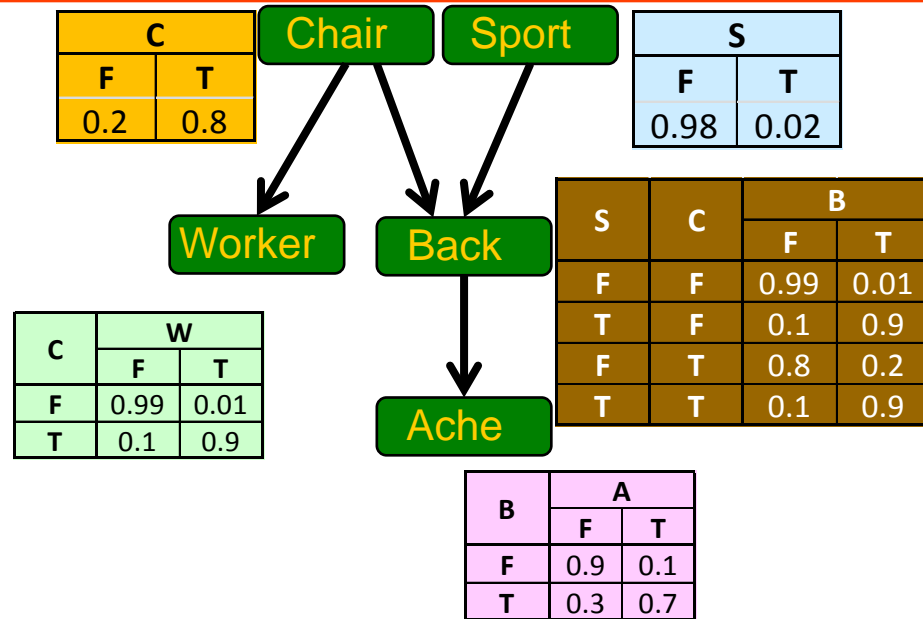 C
F T
0.2 0.8
Chair
Sport
S
F T
0.98 0.02
Worker
Back
S C B
F T
F F 0.99 0.01
T F 0.1 0.9
F T 0.8 0.2
T T 0.1 0.9
C W
F T
F 0.99 0.01
T 0.1 0.9
Ache
B A
F T
F 0.9 0.1
T 0.3 0.7